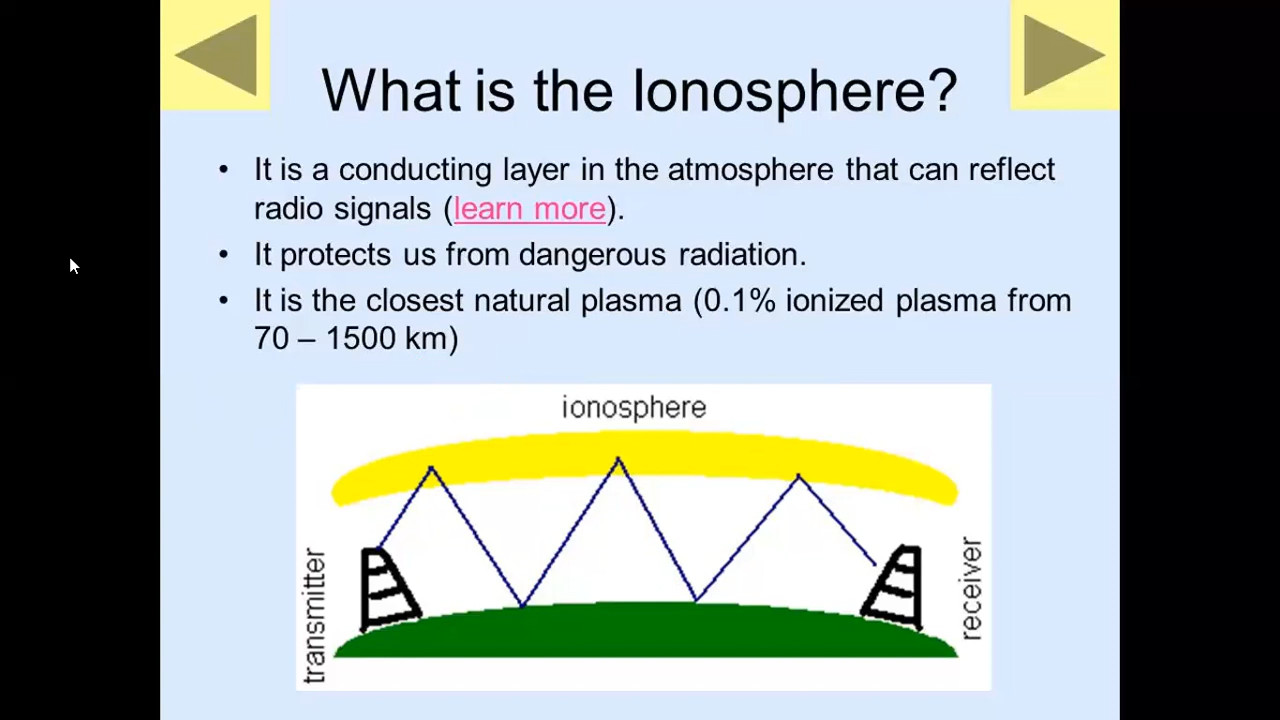 What is the Ionosphere?
• It is a conducting layer in the atmosphere that can reflect
radio signals (learn more).
• It protects us from dangerous radiation.
• It is the closest natural plasma (0.1% ionized plasma from
70 – 1500 km)
ionosphere
transmitter
receiver